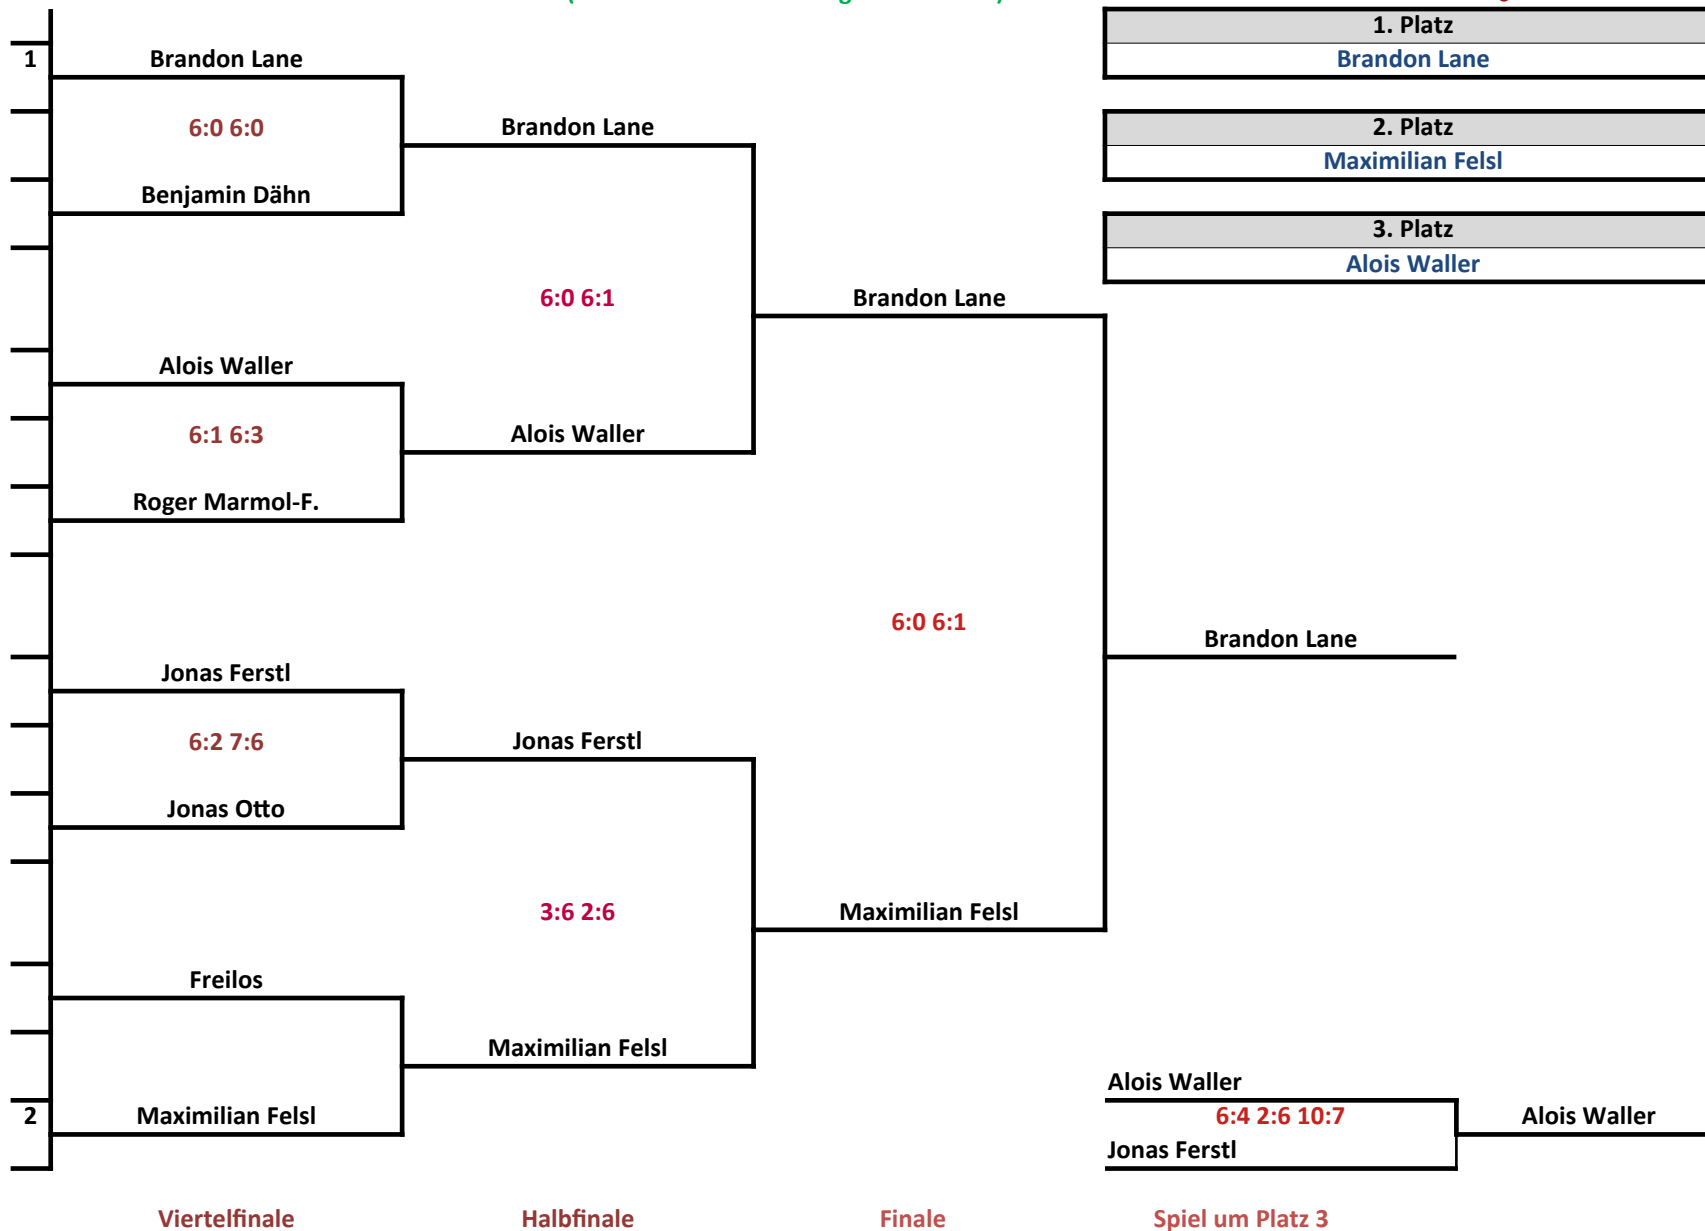 1. Platz
Brandon Lane
2. Platz
Maximilian Felsl
3. Platz
Alois Waller
1
Brandon Lane
6:0 6:0
Benjamin Dähn
Alois Waller
6:1 6:3
Roger Marmol-F.
Jonas Ferstl
6:2 7:6
Jonas Otto
Freilos
2
Maximilian Felsl
Brandon Lane
6:0 6:1
Alois Waller
Jonas Ferstl
3:6 2:6
Maximilian Felsl
Brandon Lane
6:0 6:1
Maximilian Felsl
Brandon Lane
Alois Waller
6:4 2:6 10:7
Jonas Ferstl
Alois Waller
Viertelfinale
Halbfinale
Finale
Spiel um Platz 3